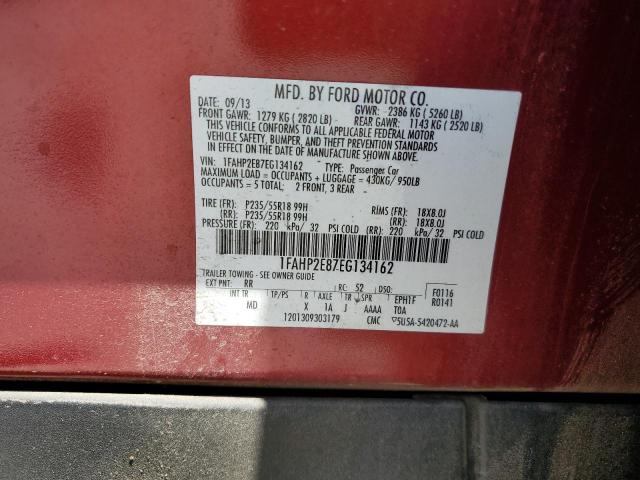 MFD. BY FORD MOTOR CO.
DATE: 09/13 GVWR: 2386 KG (5260 LB)
FRONT GAWR: 1279 KG (2820 LB) REAR GAWR: 1143 KG (2520 LB)
THIS VEHICLE CONFORMS TO ALL APPLICABLE FEDERAL MOTOR
VEHICLE SAFETY, BUMPER, AND THEFT PREVENTION STANDARDS
IN EFFECT ON THE DATE OF MANUFACTURE SHOWN ABOVE.
VIN: 1FAHP2E87EG134162 TYPE: Passenger Car
MAXIMUM LOAD = OCCUPANTS + LUGGAGE = 430KG/950LB
OCCUPANTS = 5 TOTAL: 2 FRONT, 3 REAR
TIRE (FR): P235/55R18 99H RIMS (FR): 18X8.0J
(RR): P235/55R18 99H (RR): 18X8.0J
PRESSURE (FR): 220 kPa/ 32 PSI COLD (RR): 220 kPa/ 32 PSI COLD
1FAHP2E87EG134162
TRAILER TOWING - SEE OWNER GUIDE
EXT PNT: RR RC: 52 DSO: F0116
INT TR TP/PS R AXLE TR SPR EPH1F R0141
MD X 1A J AAAA TOA
1201309303179 CMC 5U5A-5420472-AA